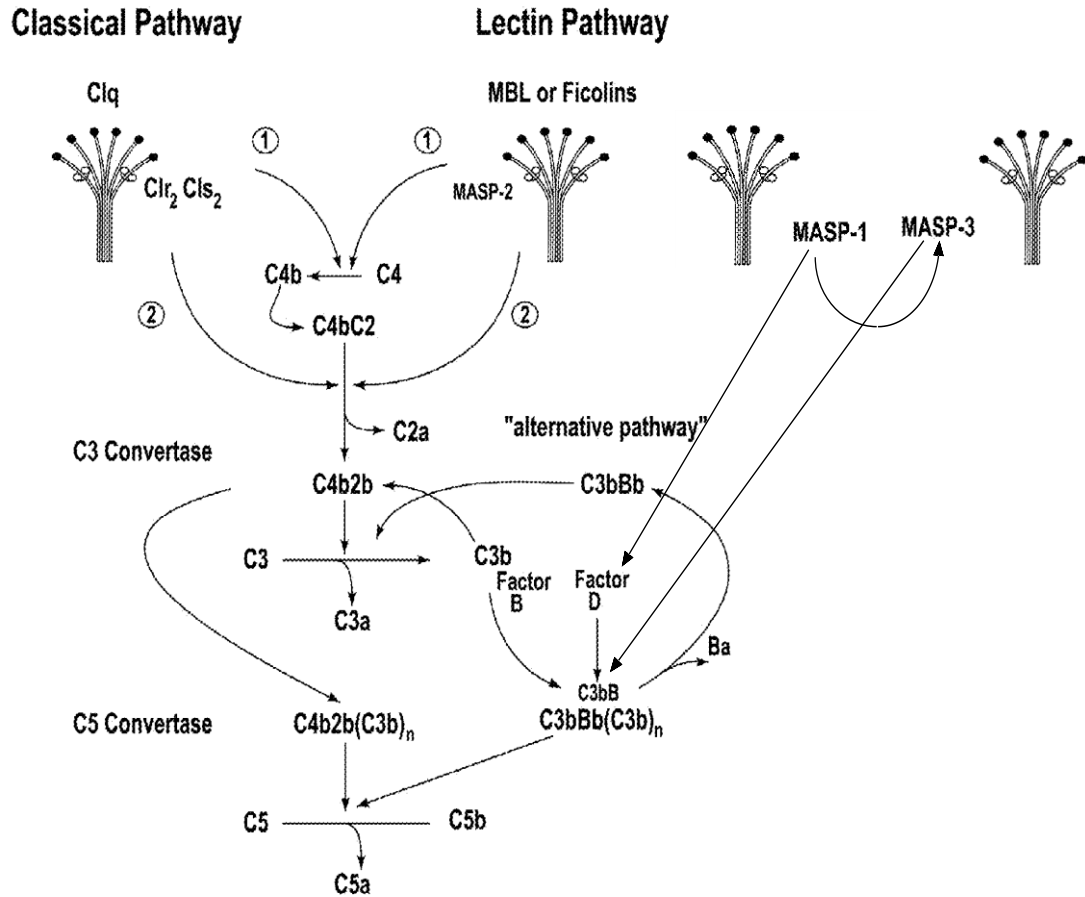 Classical Pathway
Lectin Pathway
Clq
MBL or Ficolins
1
1
Clr2 Cls2
MASP-2
MASP-1
MASP-3
C4b
C4
2
2
C4bC2
C2a
"alternative pathway"
C3 Convertase
C4b2b
C3bBb
C3
C3b
Factor
B
Factor
D
C3a
Ba
C3bB
C5 Convertase
C4b2b(C3b)n
C3bBb(C3b)n
C5
C5b
C5a